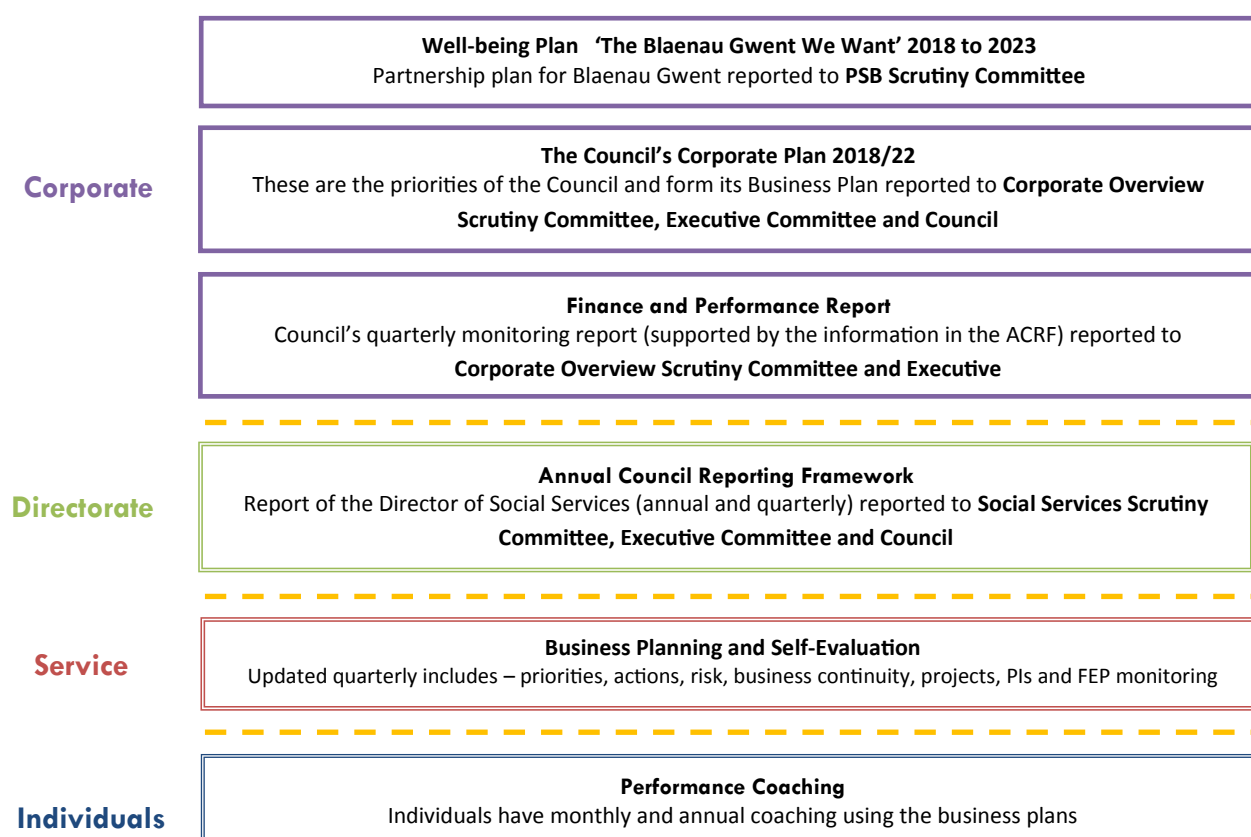 Well-being Plan ‘The Blaenau Gwent We Want’ 2018 to 2023
Partnership plan for Blaenau Gwent reported to PSB Scrutiny Committee
Corporate
The Council’s Corporate Plan 2018/22
These are the priorities of the Council and form its Business Plan reported to Corporate Overview
Scrutiny Committee, Executive Committee and Council
Finance and Performance Report
Council’s quarterly monitoring report (supported by the information in the ACRF) reported to
Corporate Overview Scrutiny Committee and Executive
Directorate
Annual Council Reporting Framework
Report of the Director of Social Services (annual and quarterly) reported to Social Services Scrutiny
Committee, Executive Committee and Council
Service
Business Planning and Self-Evaluation
Updated quarterly includes – priorities, actions, risk, business continuity, projects, PIs and FEP monitoring
Individuals
Performance Coaching
Individuals have monthly and annual coaching using the business plans